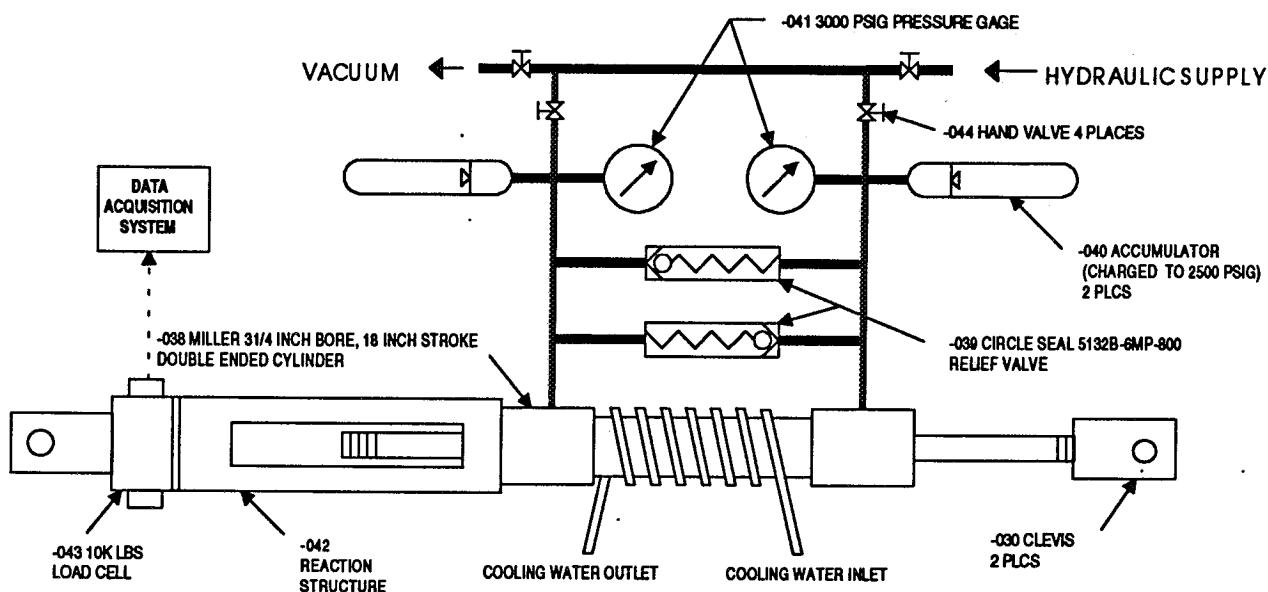 -041 3000 PSIG PRESSURE GAGE
VACUUM
HYDRAULIC SUPPLY
-044 HAND VALVE 4 PLACES
DATA
ACQUISITION
SYSTEM
-040 ACCUMULATOR
(CHARGED TO 2500 PSIG)
2 PLCS
-038 MILLER 31/4 INCH BORE, 18 INCH STROKE
DOUBLE ENDED CYLINDER
-039 CIRCLE SEAL 5132B-6MP-800
RELIEF VALVE
-043 10K LBS
LOAD CELL
-042
REACTION
STRUCTURE
COOLING WATER OUTLET
COOLING WATER INLET
-030 CLEVIS
2 PLCS